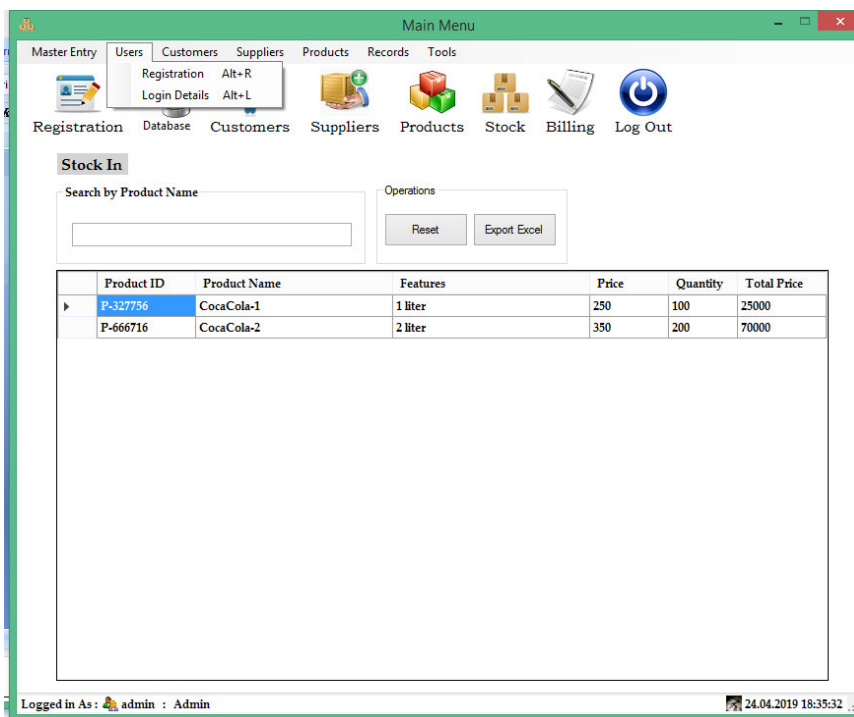 Main Menu
Master Entry Users Customers Suppliers Products Records Tools
Registration Alt+R
Login Details Alt+L
Registration Database Customers Suppliers Products Stock Billing Log Out
Stock In
Search by Product Name
Operations
Reset Export Excel
Product ID Product Name Features Price Quantity Total Price
P-327756 CocaCola-1 1 liter 250 100 25000
P-666716 CocaCola-2 2 liter 350 200 70000
Logged in As : admin : Admin 24.04.2019 18:35:32